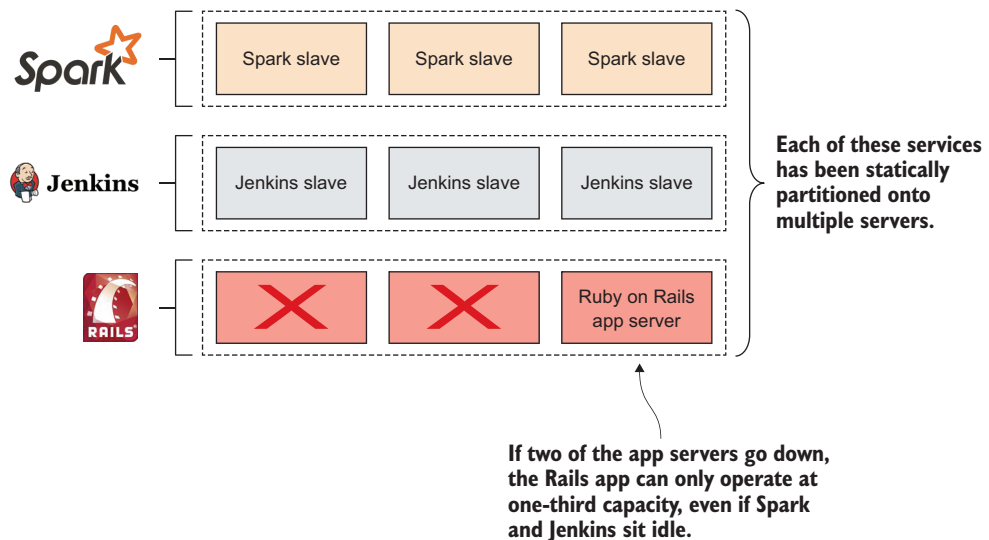 Spark
Spark slave
Spark slave
Spark slave
Jenkins
Jenkins slave
Jenkins slave
Jenkins slave
RAILS
Ruby on Rails
app server
Each of these services
has been statically
partitioned onto
multiple servers.
If two of the app servers go down,
the Rails app can only operate at
one-third capacity, even if Spark
and Jenkins sit idle.